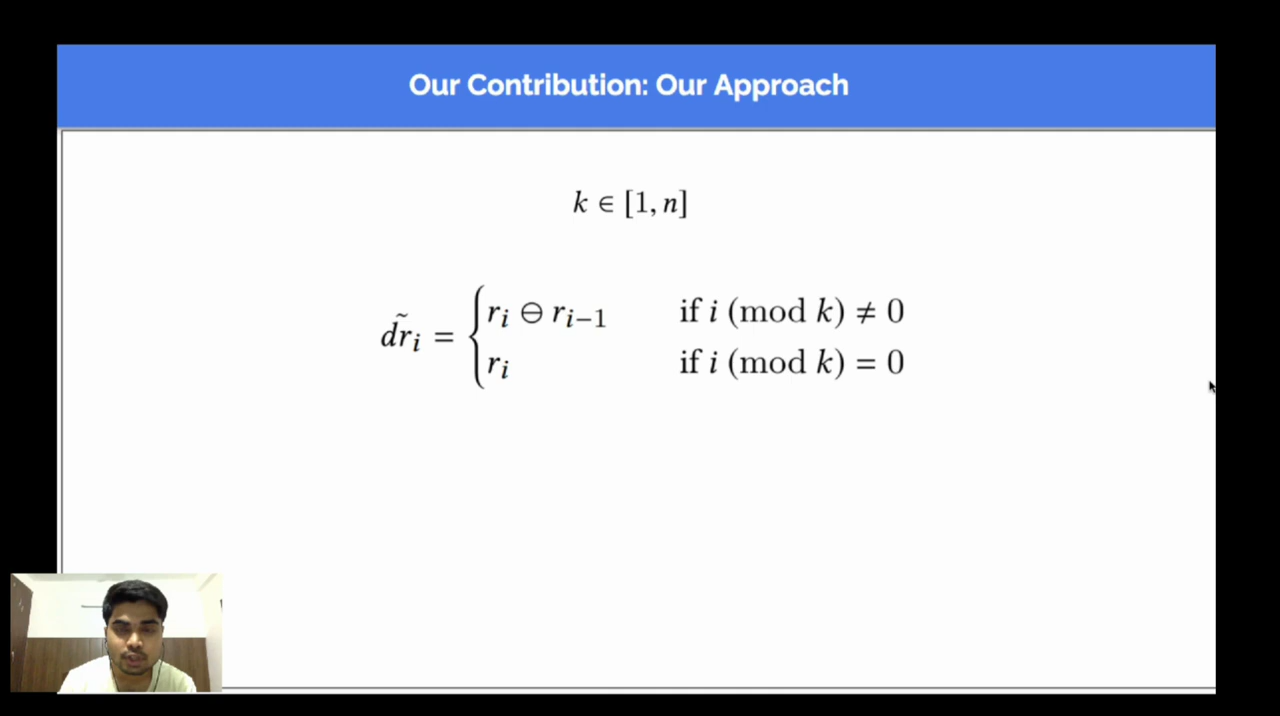 Our Contribution: Our Approach
k ∈ [1, n]
d̃r_i = { r_i ⊖ r_{i−1} if i (mod k) ≠ 0
r_i if i (mod k) = 0